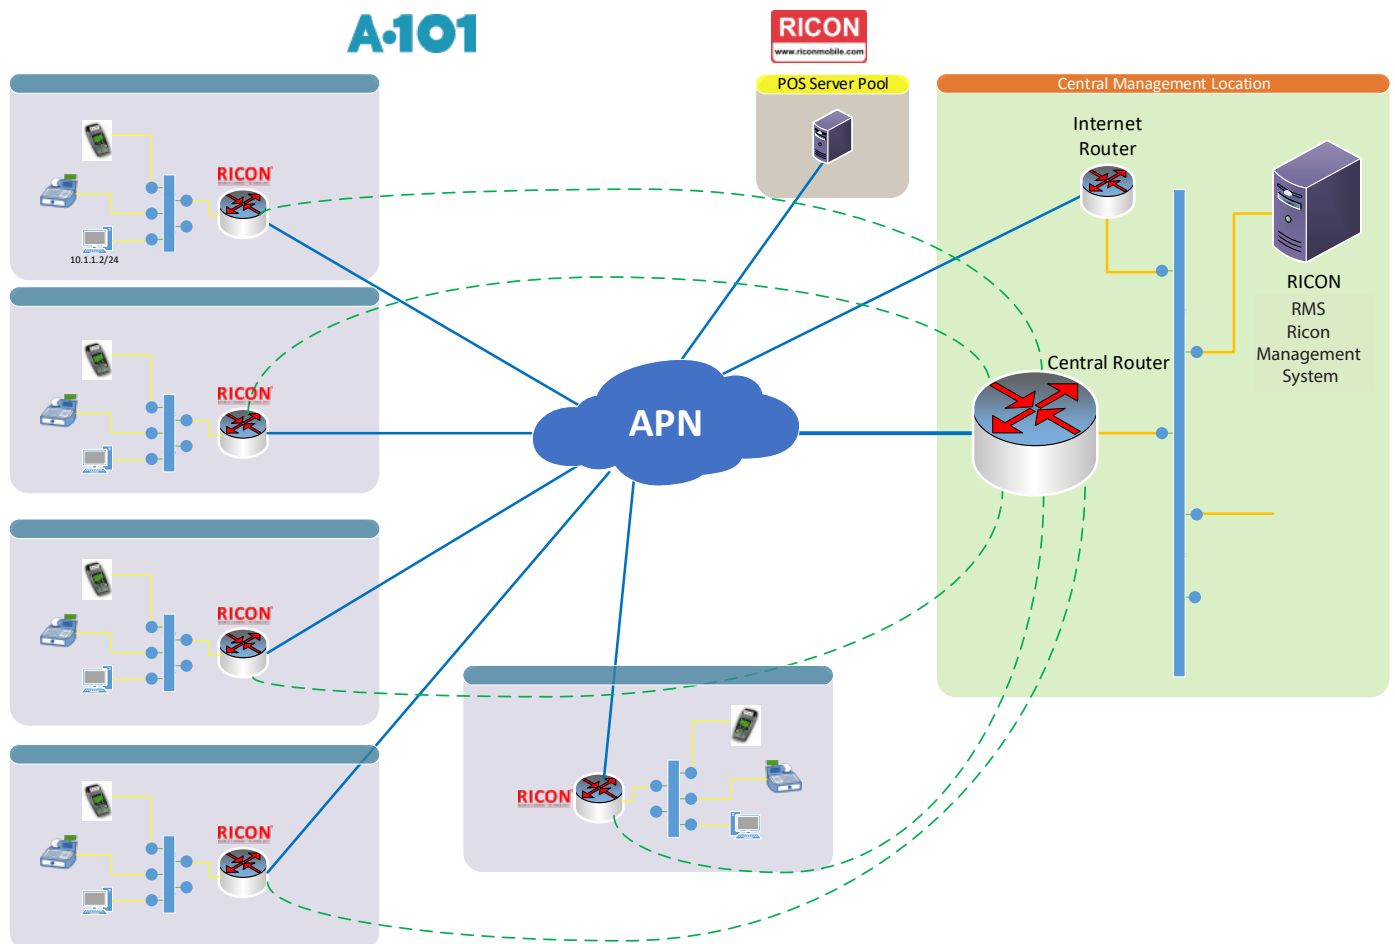 A•101
RICON
www.riconmobile.com
POS Server Pool
Central Management Location
Internet
Router
RICON
10.1.1.2/24
RICON
RMS
Ricon
Management
System
RICON
Central Router
APN
RICON
RICON
RICON